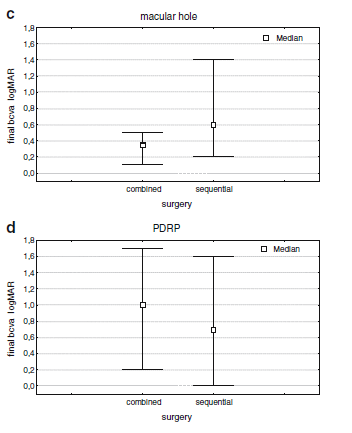 c
macular hole
Median
1,8
1,6
1,4
1,2
1,0
0,8
0,6
0,4
0,2
0,0
final bcva logMAR
combined sequential
surgery
d
PDRP
Median
1,8
1,6
1,4
1,2
1,0
0,8
0,6
0,4
0,2
0,0
final bcva logMAR
combined sequential
surgery